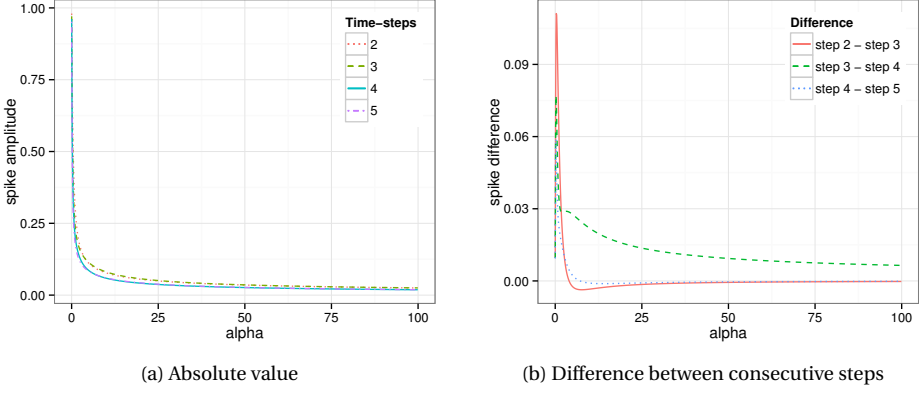 1.00
0.75
0.50
0.25
0.00
spike amplitude
0
25
50
75
100
alpha
Time−steps
2
3
4
5
(a) Absolute value
0.09
0.06
0.03
0.00
spike difference
0
25
50
75
100
alpha
Difference
step 2 − step 3
step 3 − step 4
step 4 − step 5
(b) Difference between consecutive steps